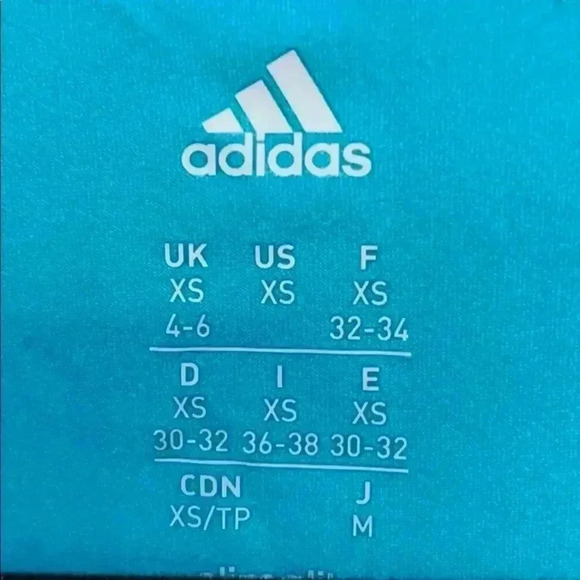 adidas
UK US F
XS XS XS
4-6 32-34
D I E
XS XS XS
30-32 36-38 30-32
CDN J
XS/TP M